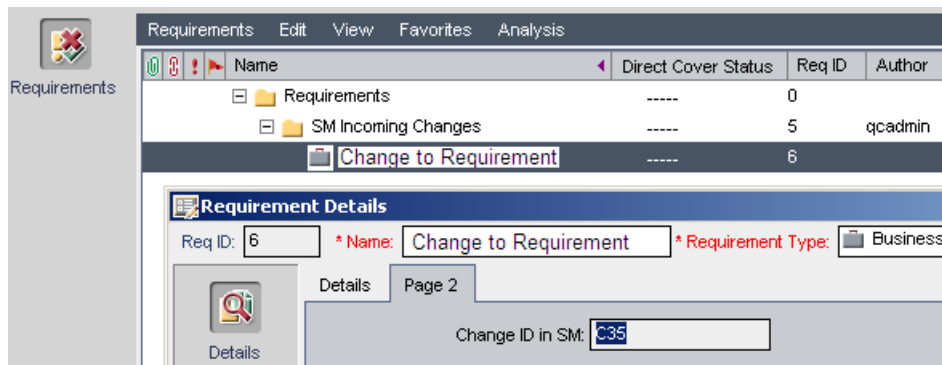 Requirements Edit View Favorites Analysis
Requirements
Name Direct Cover Status Req ID Author
Requirements ----- 0
SM Incoming Changes ----- 5 qcadmin
Change to Requirement ----- 6
Requirement Details
Req ID: 6 * Name: Change to Requirement * Requirement Type: Business
Details Page 2
Change ID in SM: C35
Details